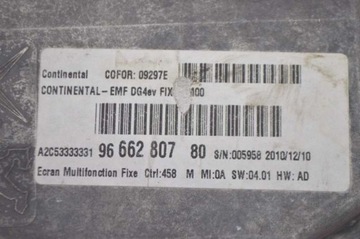 Continental COFOR: 09297E
CONTINENTAL-EMF DG4ev FIX
A2C53333331 96 662 807 80 S/N:005958 2010/12/10
Ecran Multifonction Fixe Ctrl:458 M MI:0A SW:04.01 HW: AD